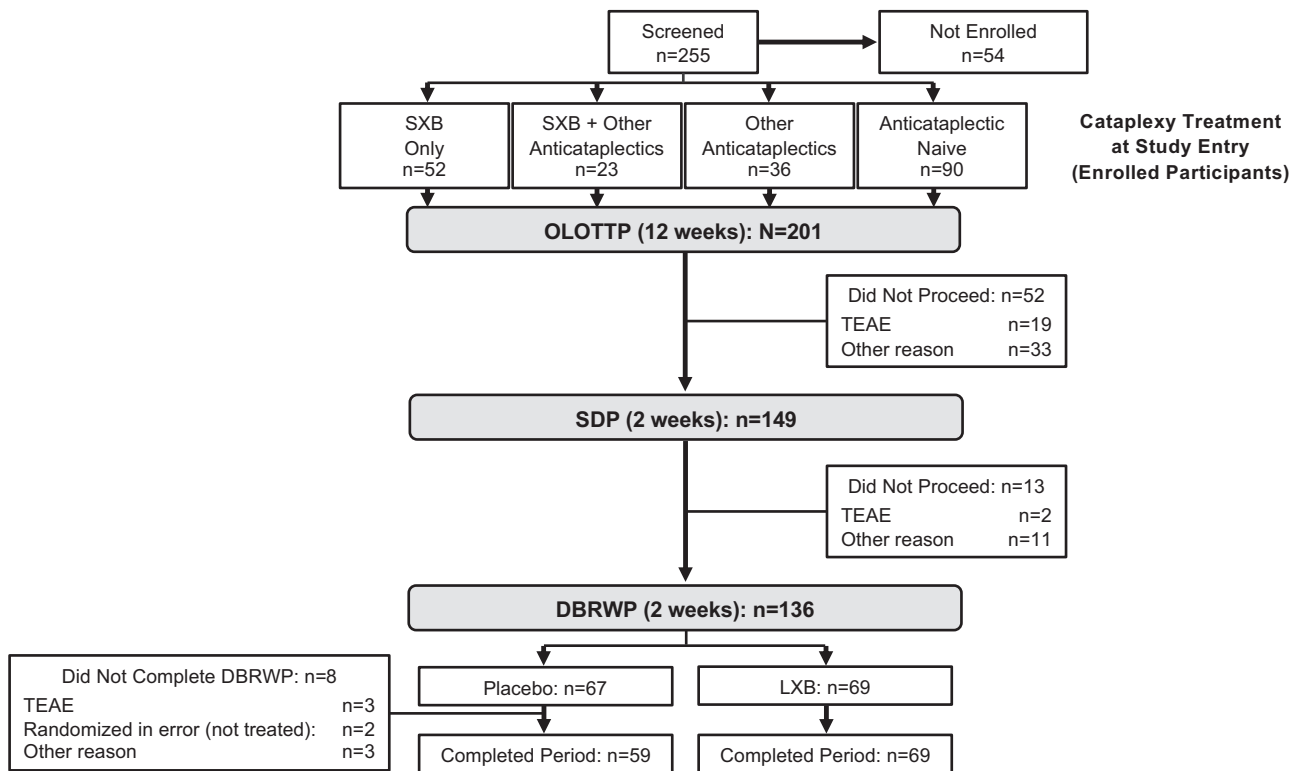 Screened
n=255
Not Enrolled
n=54
SXB
Only
n=52
SXB + Other
Anticataplectics
n=23
Other
Anticataplectics
n=36
Anticataplectic
Naive
n=90
Cataplexy Treatment
at Study Entry
(Enrolled Participants)
OLOTTP (12 weeks): N=201
Did Not Proceed: n=52
TEAE n=19
Other reason n=33
SDP (2 weeks): n=149
Did Not Proceed: n=13
TEAE n=2
Other reason n=11
DBRWP (2 weeks): n=136
Did Not Complete DBRWP: n=8
TEAE n=3
Randomized in error (not treated): n=2
Other reason n=3
Placebo: n=67
LXB: n=69
Completed Period: n=59
Completed Period: n=69